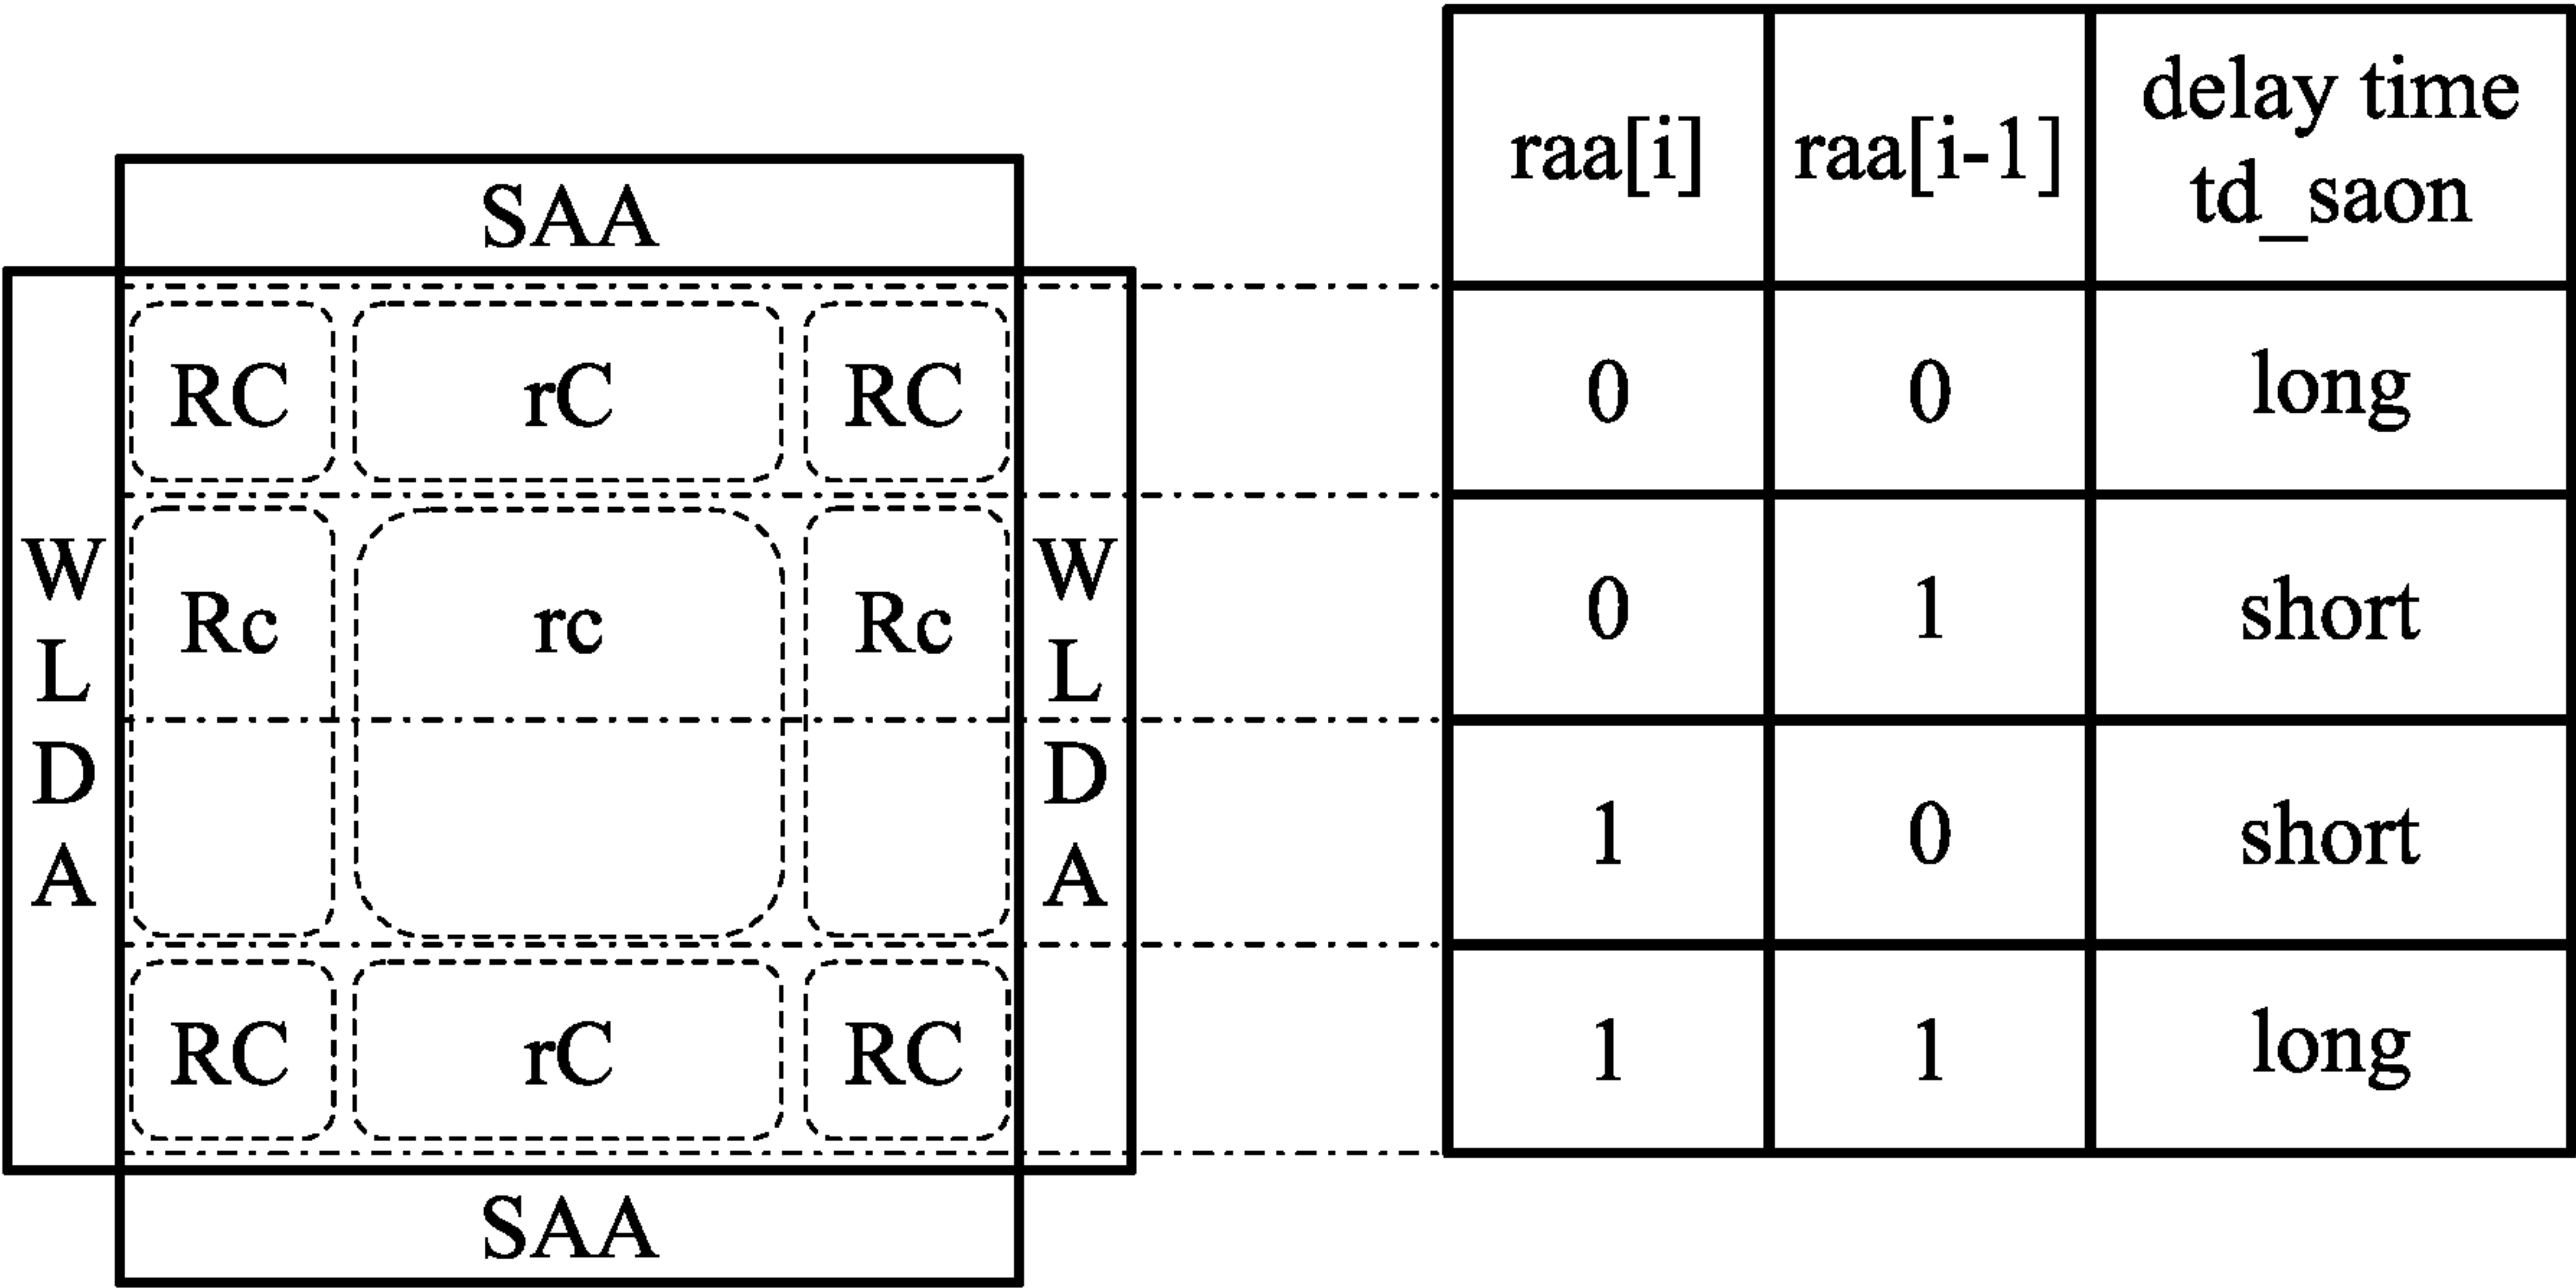 SAA
RC rC RC
W L D A
Rc rc Rc
W L D A
RC rC RC
SAA
raa[i] raa[i-1] delay time
td_saon
0 0 long
0 1 short
1 0 short
1 1 long